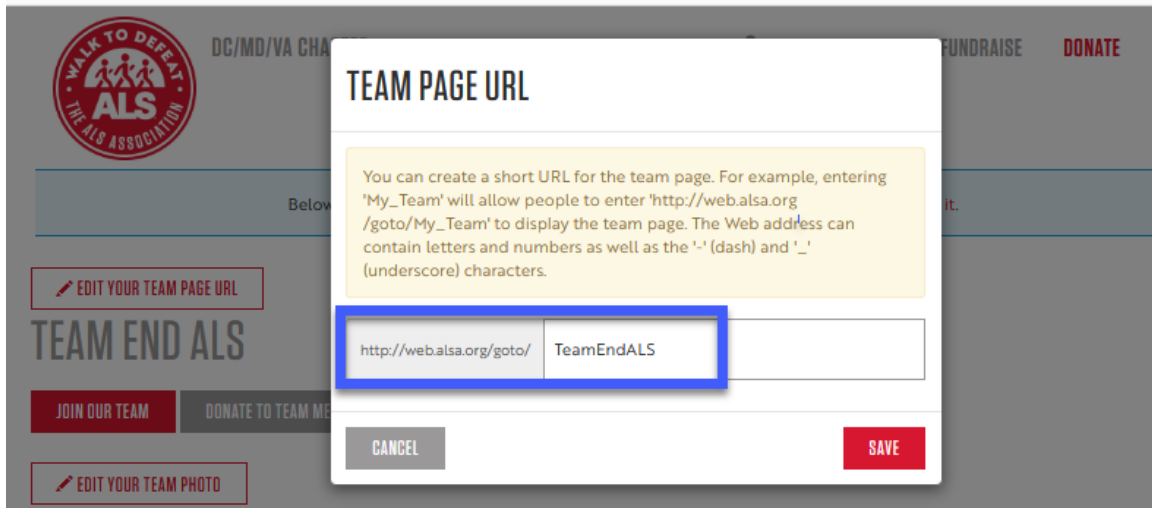 WALK TO DEFEAT
ALS
THE ALS ASSOCIATION
DC/MD/VA
FUNDRAISE
DONATE
TEAM PAGE URL
You can create a short URL for the team page. For example, entering
'My_Team' will allow people to enter 'http://web.alsa.org
/goto/My_Team' to display the team page. The Web address can
contain letters and numbers as well as the '-' (dash) and '_'
(underscore) characters.
Below
it.
EDIT YOUR TEAM PAGE URL
TEAM END ALS
http://web.alsa.org/goto/
TeamEndALS
JOIN OUR TEAM
DONATE TO TEAM
CANCEL
SAVE
EDIT YOUR TEAM PHOTO